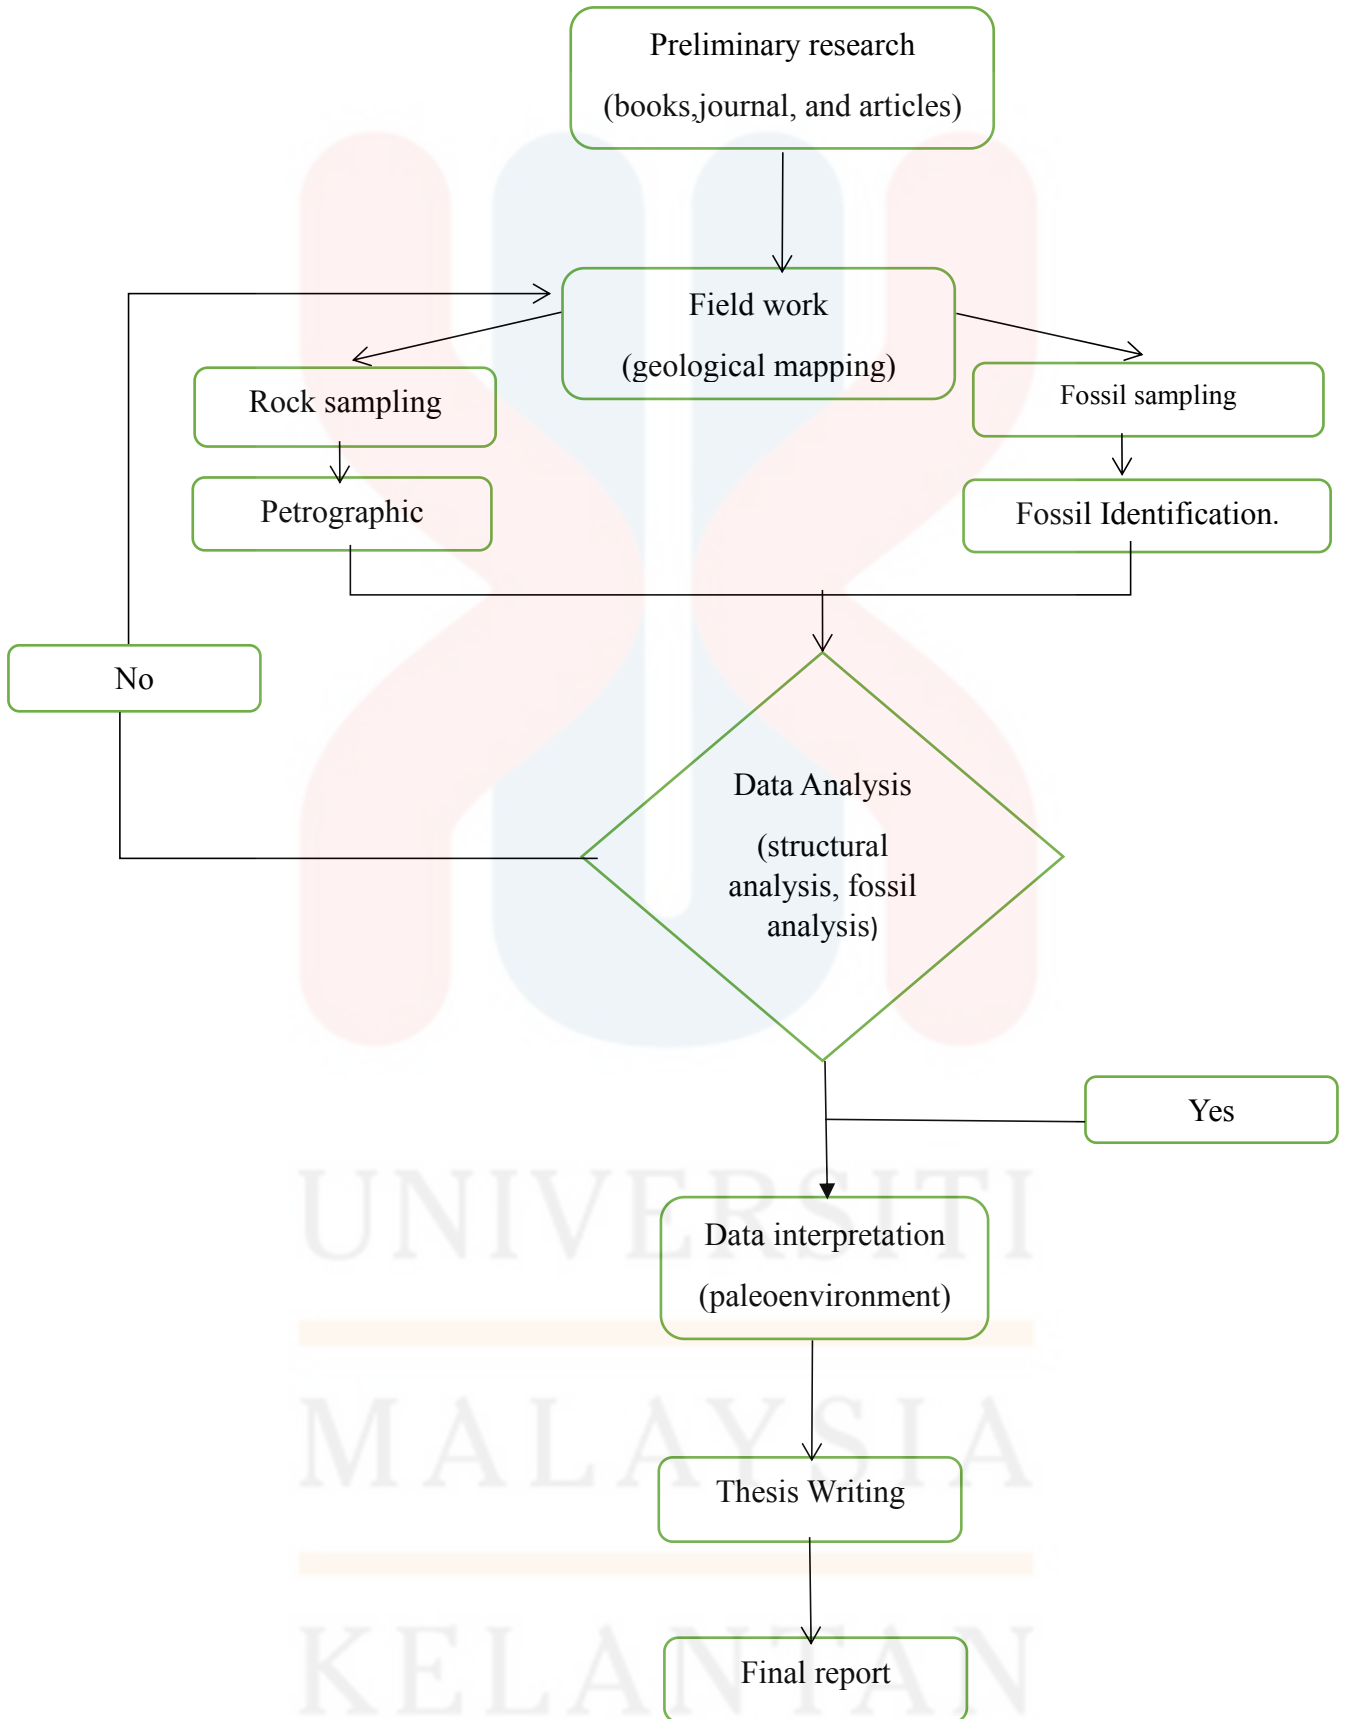 Preliminary research
(books,journal, and articles)
Field work
(geological mapping)
Rock sampling
Fossil sampling
Petrographic
Fossil Identification.
No
Data Analysis
(structural
analysis, fossil
analysis)
Yes
UNIVERSITI
Data interpretation
(paleoenvironment)
MALAYSIA
Thesis Writing
KELANTAN
Final report